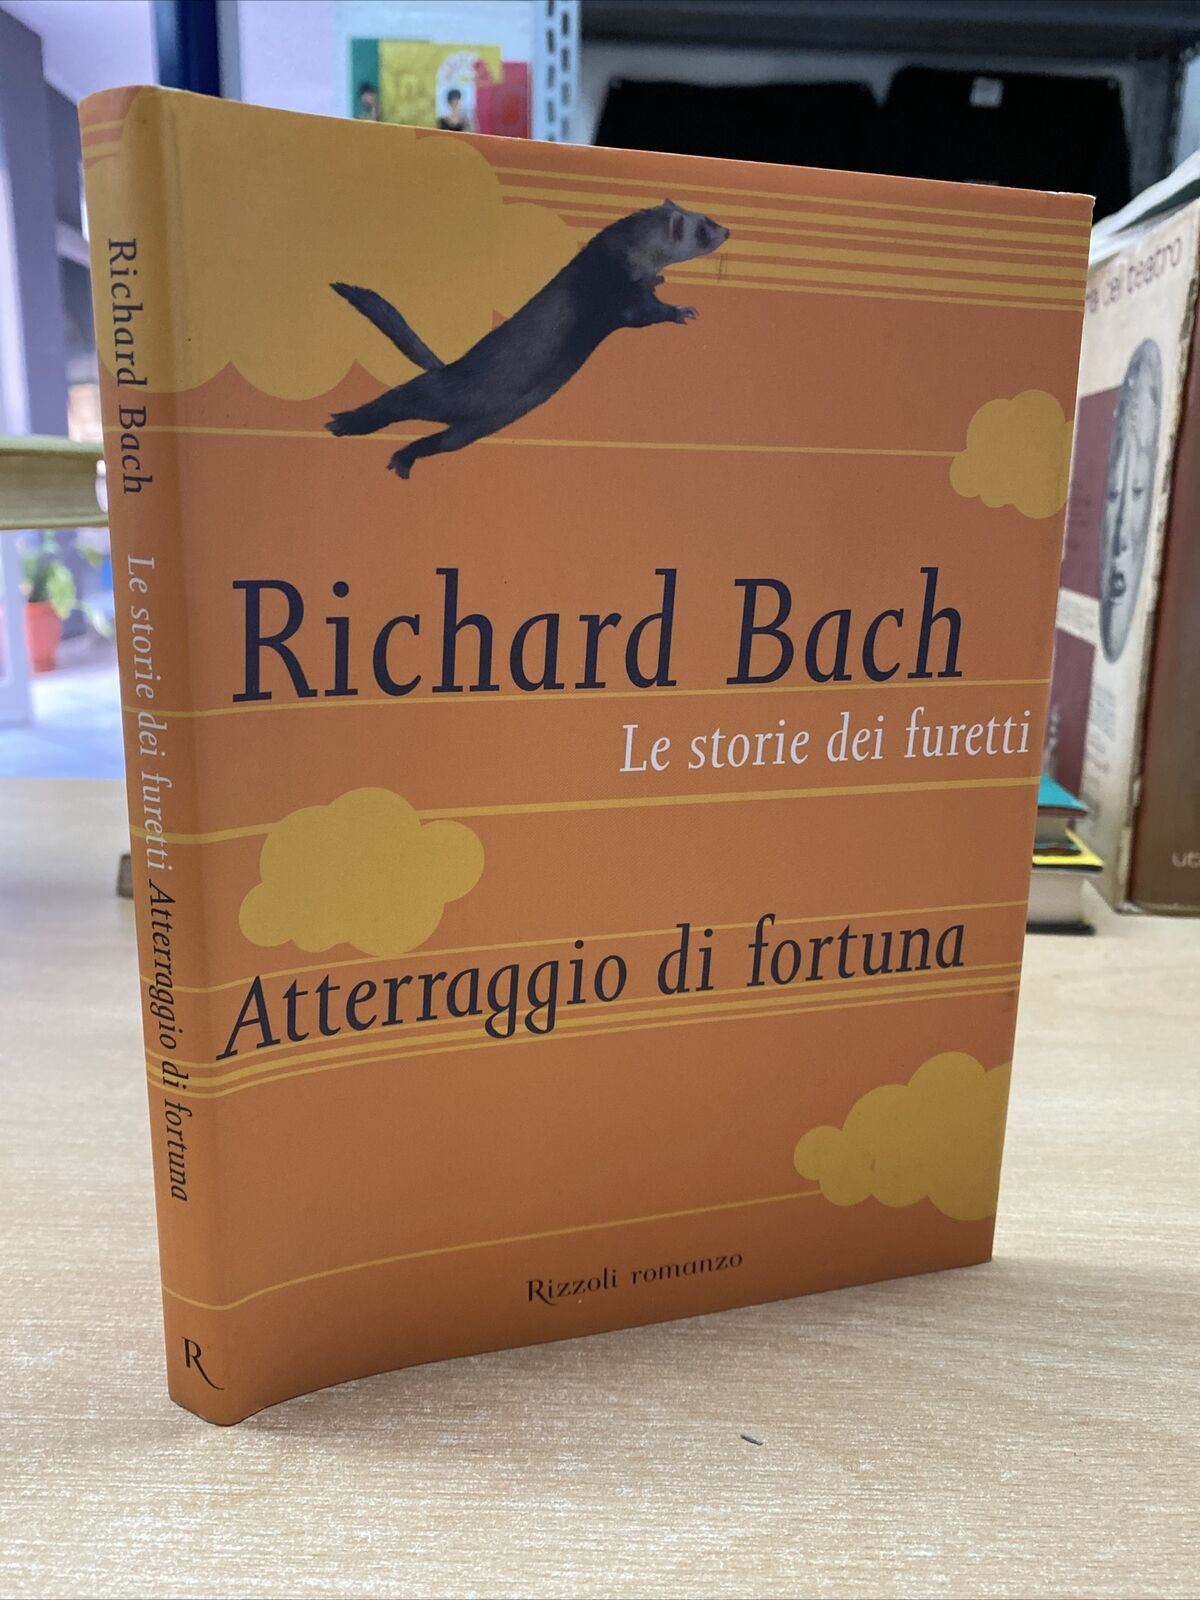 Richard Bach Le storie dei furetti Atterraggio di fortuna
R
Richard Bach
Le storie dei furetti
Atterraggio di fortuna
Rizzoli romanzo
teatro